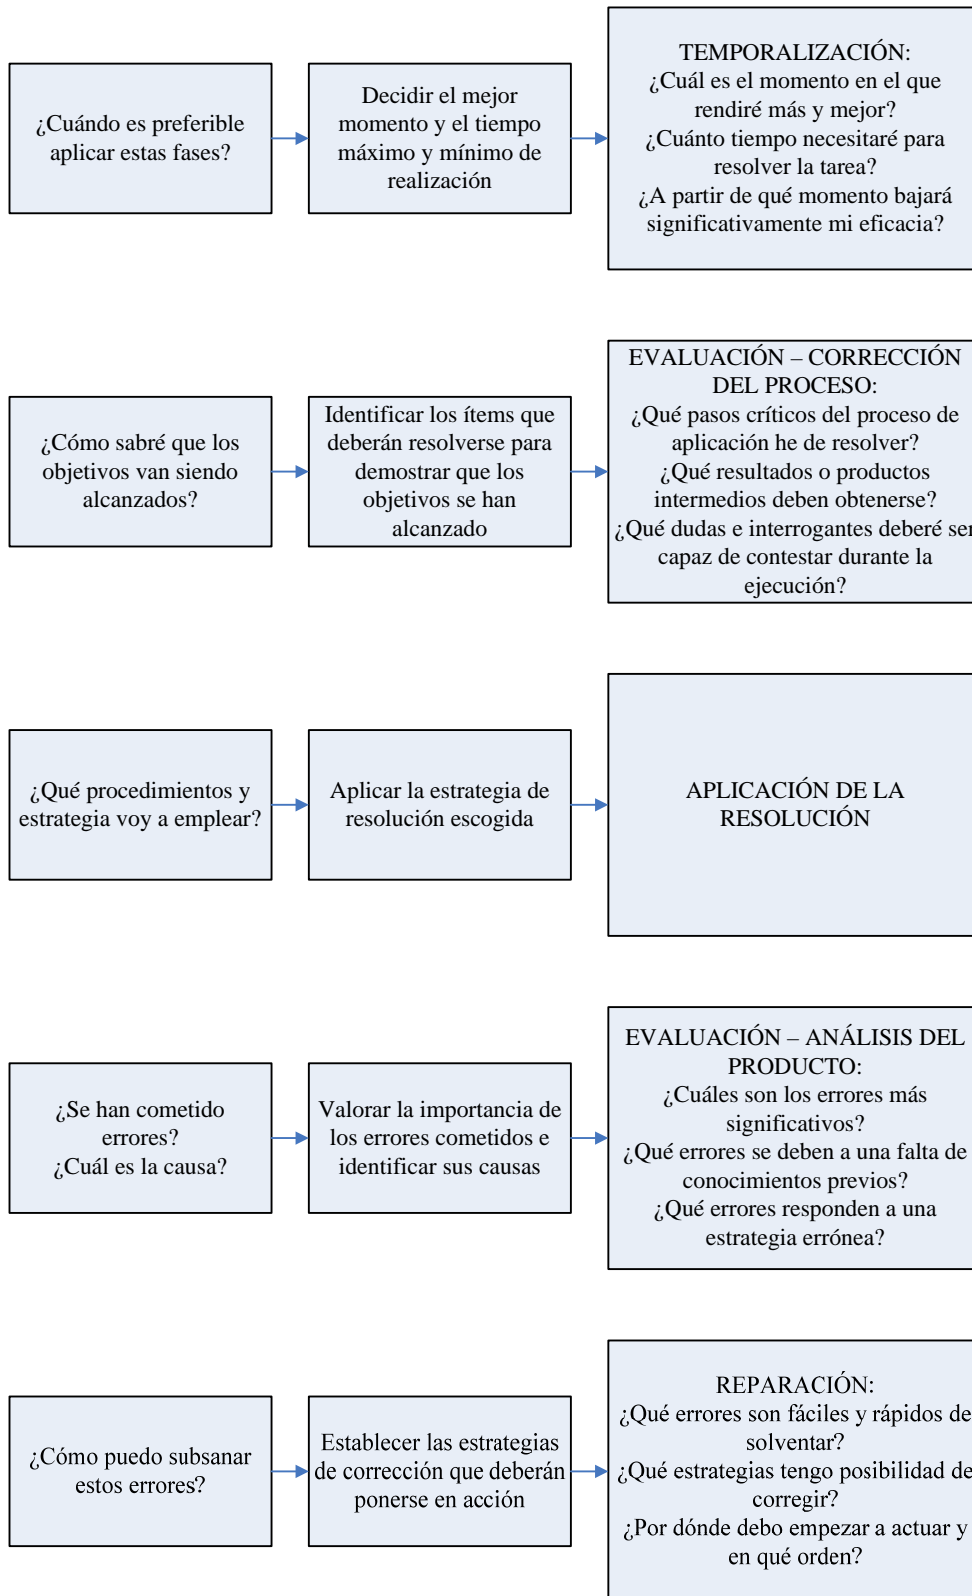 ¿Cuándo es preferible
aplicar estas fases?
Decidir el mejor
momento y el tiempo
máximo y mínimo de
realización
TEMPORALIZACIÓN:
¿Cuál es el momento en el que
rendiré más y mejor?
¿Cuánto tiempo necesitaré para
resolver la tarea?
¿A partir de qué momento bajará
significativamente mi eficacia?
¿Cómo sabré que los
objetivos van siendo
alcanzados?
Identificar los ítems que
deberán resolverse para
demostrar que los
objetivos se han
alcanzado
EVALUACIÓN – CORRECCIÓN
DEL PROCESO:
¿Qué pasos críticos del proceso de
aplicación he de resolver?
¿Qué resultados o productos
intermedios deben obtenerse?
¿Qué dudas e interrogantes deberé ser
capaz de contestar durante la
ejecución?
¿Qué procedimientos y
estrategia voy a emplear?
Aplicar la estrategia de
resolución escogida
APLICACIÓN DE LA
RESOLUCIÓN
¿Se han cometido
errores?
¿Cuál es la causa?
Valorar la importancia de
los errores cometidos e
identificar sus causas
EVALUACIÓN – ANÁLISIS DEL
PRODUCTO:
¿Cuáles son los errores más
significativos?
¿Qué errores se deben a una falta de
conocimientos previos?
¿Qué errores responden a una
estrategia errónea?
¿Cómo puedo subsanar
estos errores?
Establecer las estrategias
de corrección que deberán
ponerse en acción
REPARACIÓN:
¿Qué errores son fáciles y rápidos de
solventar?
¿Qué estrategias tengo posibilidad de
corregir?
¿Por dónde debo empezar a actuar y
en qué orden?